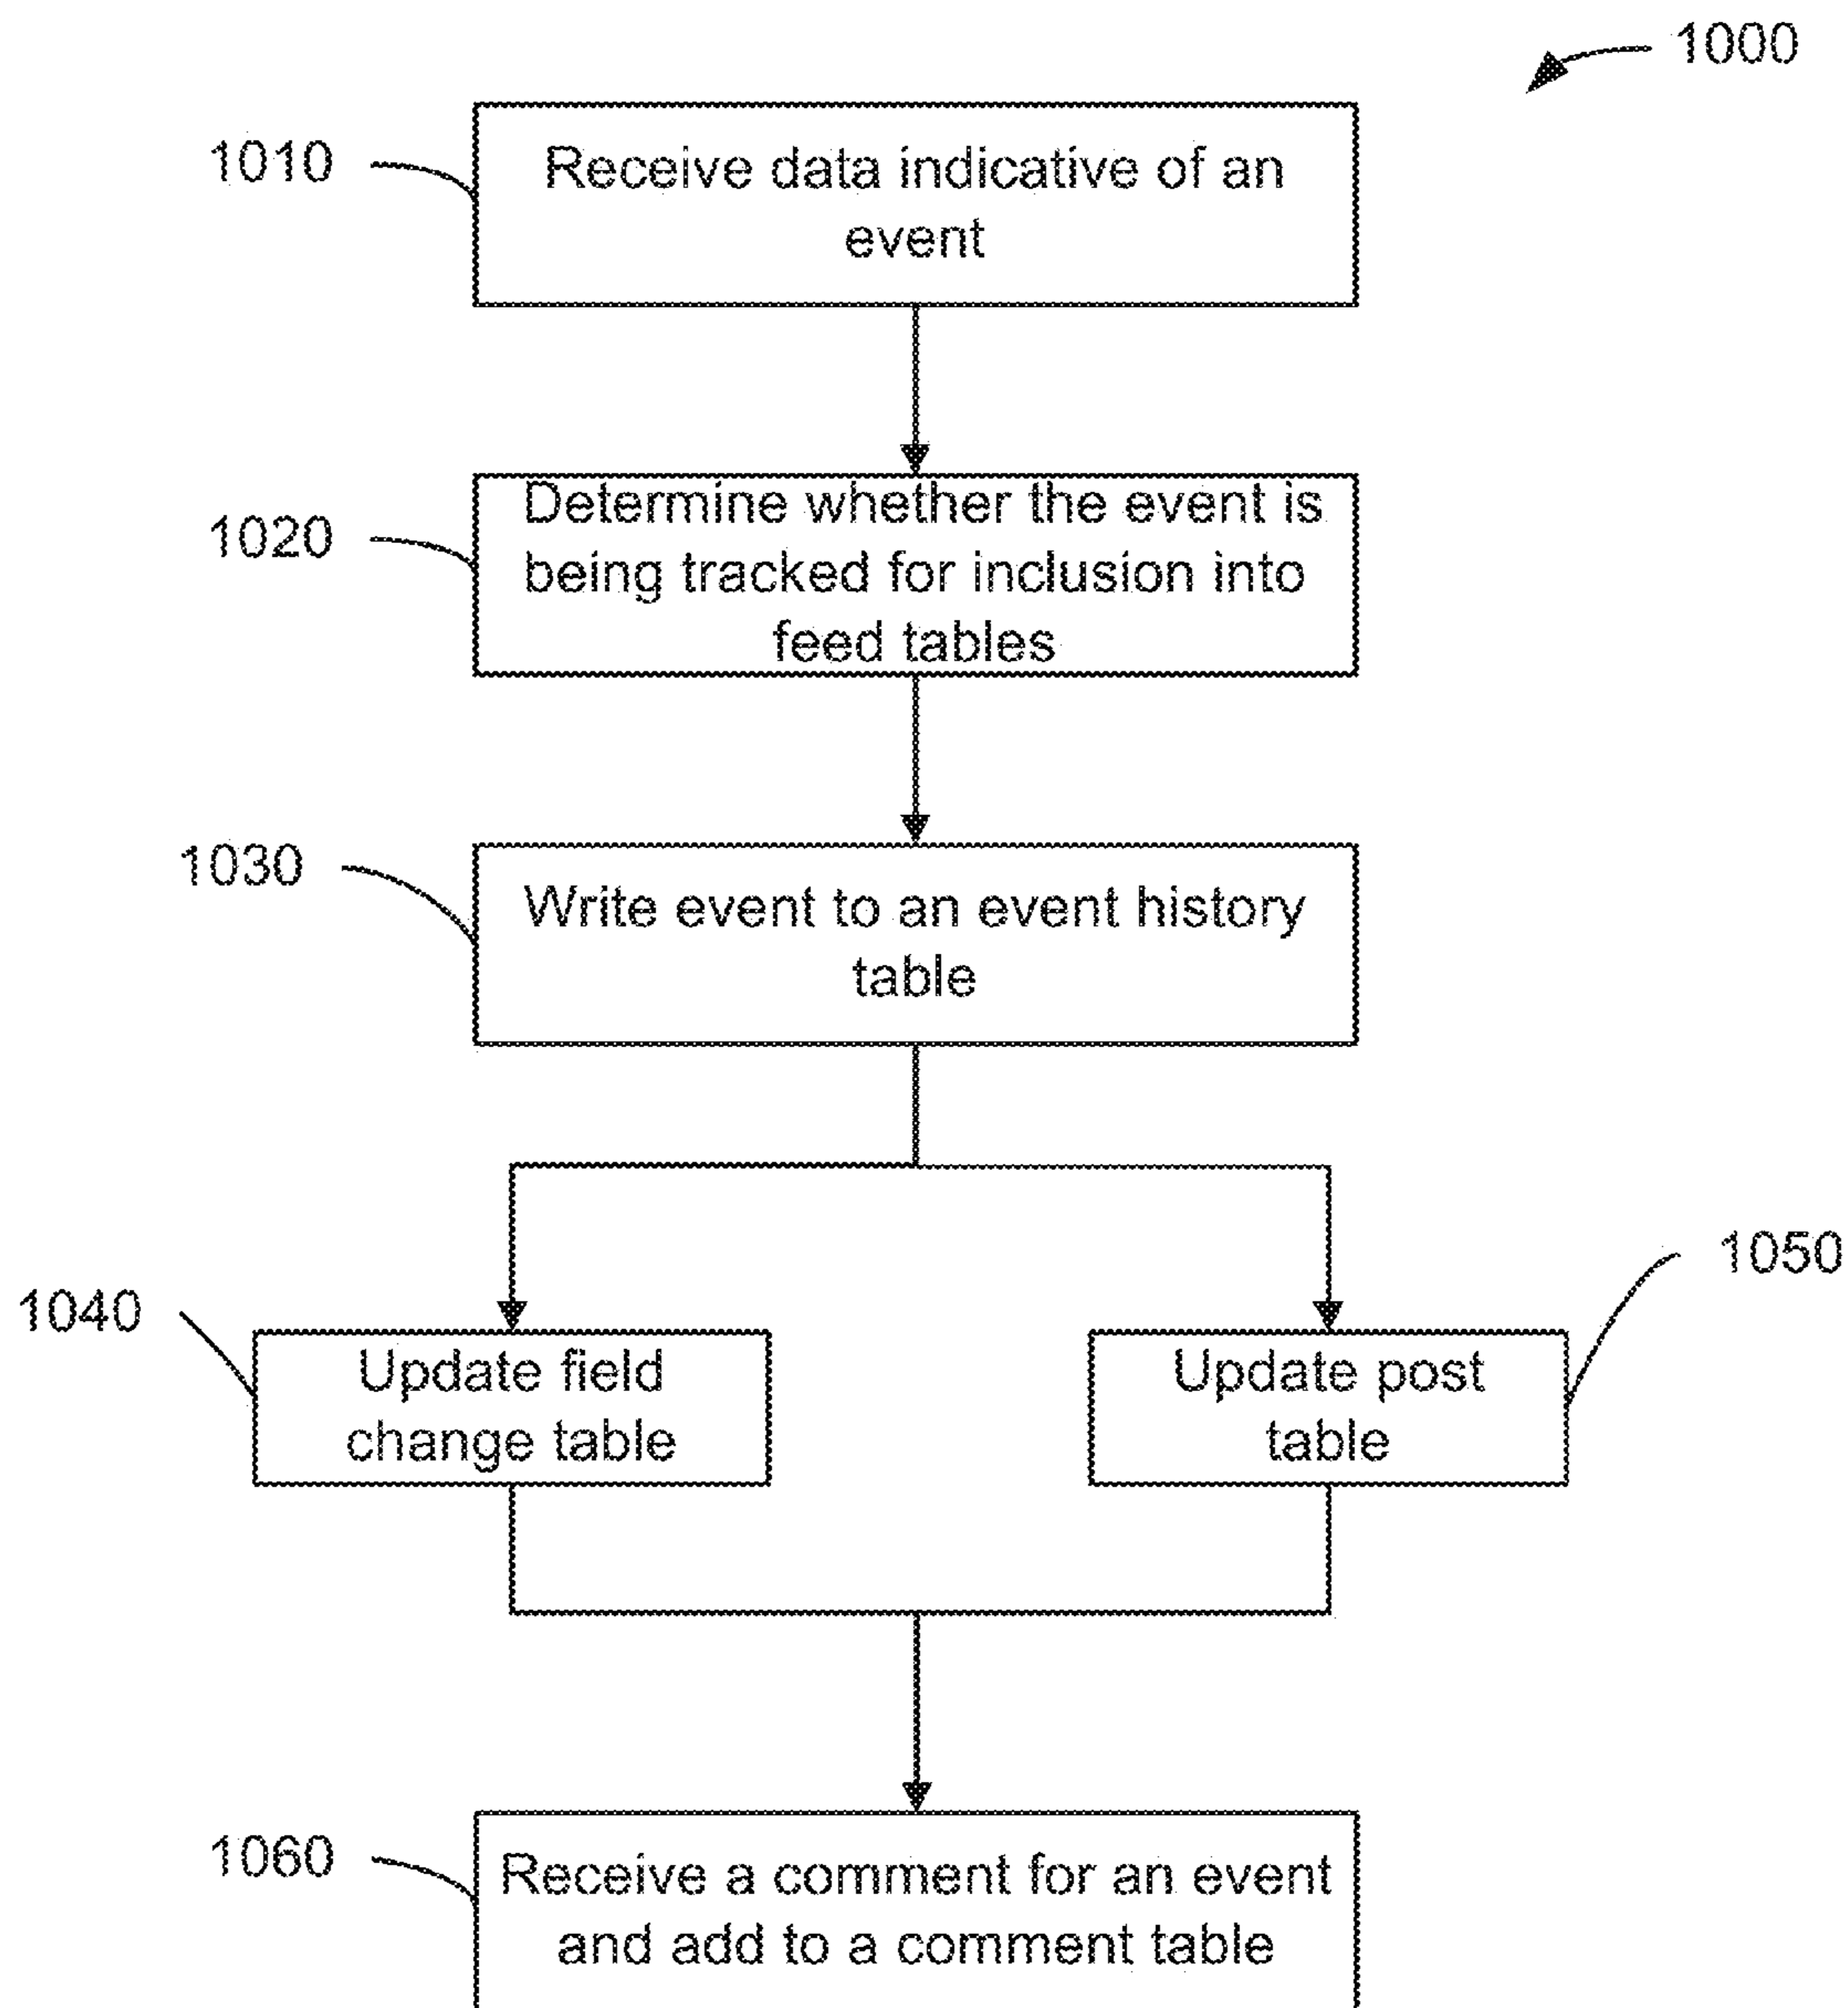 1000
1010
Receive data indicative of an
event
1020
Determine whether the event is
being tracked for inclusion into
feed tables
1030
Write event to an event history
table
1040
Update field
change table
1050
Update post
table
1060
Receive a comment for an event
and add to a comment table